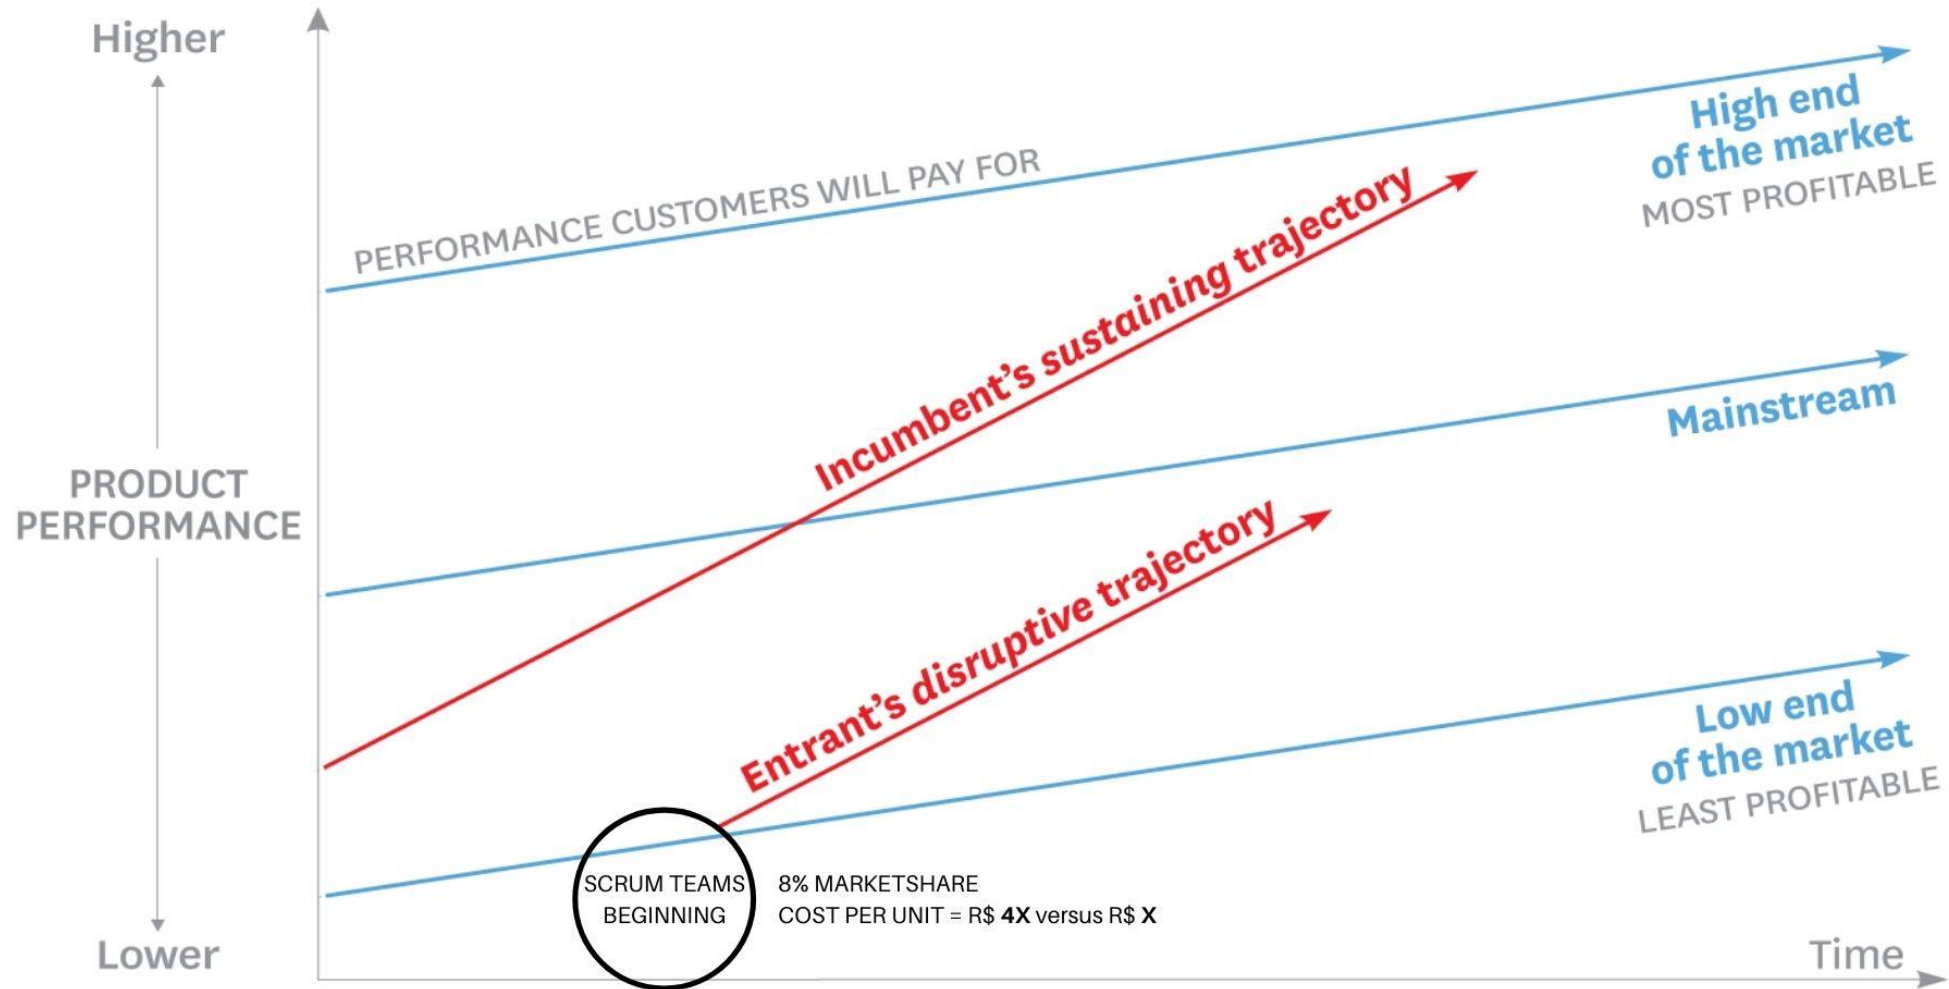 Higher
PRODUCT
PERFORMANCE
Lower
PERFORMANCE CUSTOMERS WILL PAY FOR
High end
of the market
MOST PROFITABLE
Incumbent's sustaining trajectory
Mainstream
Entrant's disruptive trajectory
Low end
of the market
LEAST PROFITABLE
SCRUM TEAMS
BEGINNING
8% MARKETSHARE
COST PER UNIT = R$ 4X versus R$ X
Time